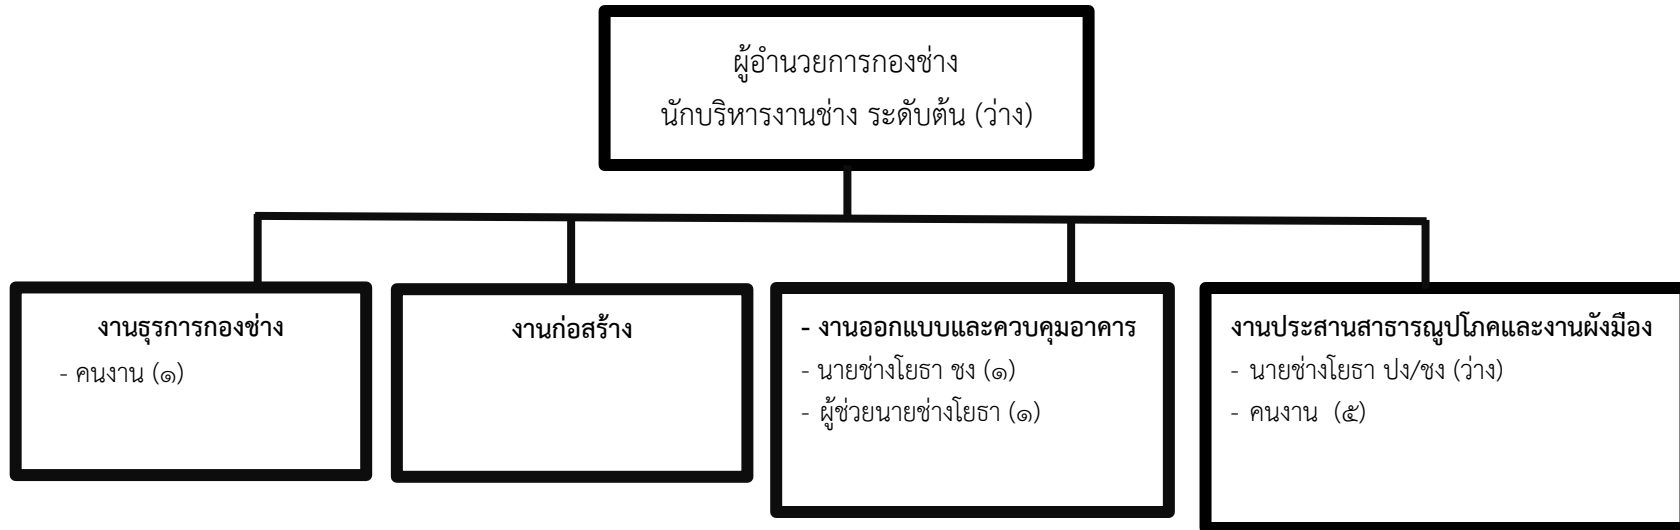 ผู้อำนวยการกองช่าง
นักบริหารงานช่าง ระดับต้น (ว่าง)
งานธุรการกองช่าง
- คนงาน (๑)
งานก่อสร้าง
- งานออกแบบและควบคุมอาคาร
- นายช่างโยธา ชง (๑)
- ผู้ช่วยนายช่างโยธา (๑)
งานประสานสาธารณูปโภคและงานผังมือง
- นายช่างโยธา ปง/ชง (ว่าง)
- คนงาน (๕)